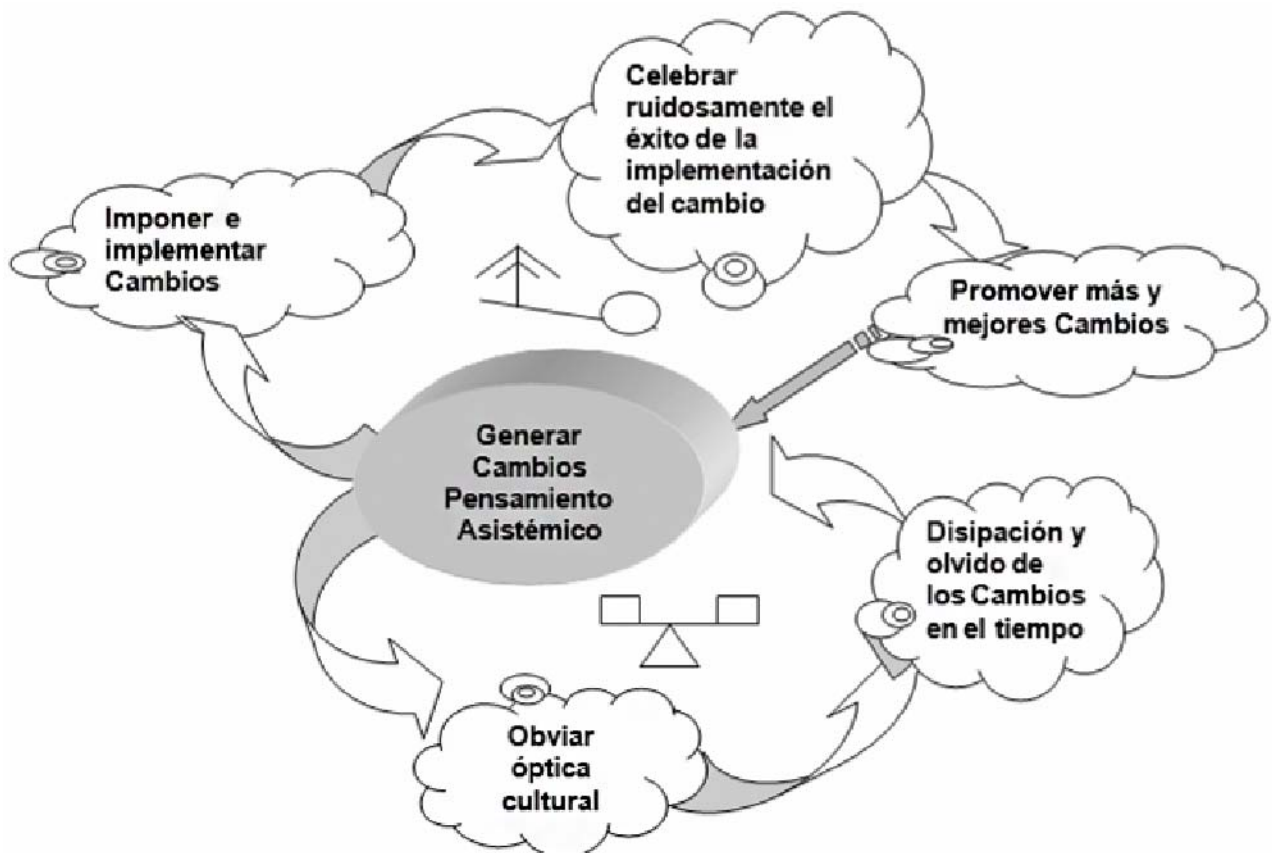 Celebrar
ruidosamente el
éxito de la
implementación
del cambio
Imponer e
implementar
Cambios
Promover más y
mejores Cambios
Generar
Cambios
Pensamiento
Asistémico
Disipación y
olvido de
los Cambios
en el tiempo
Obviar
óptica
cultural